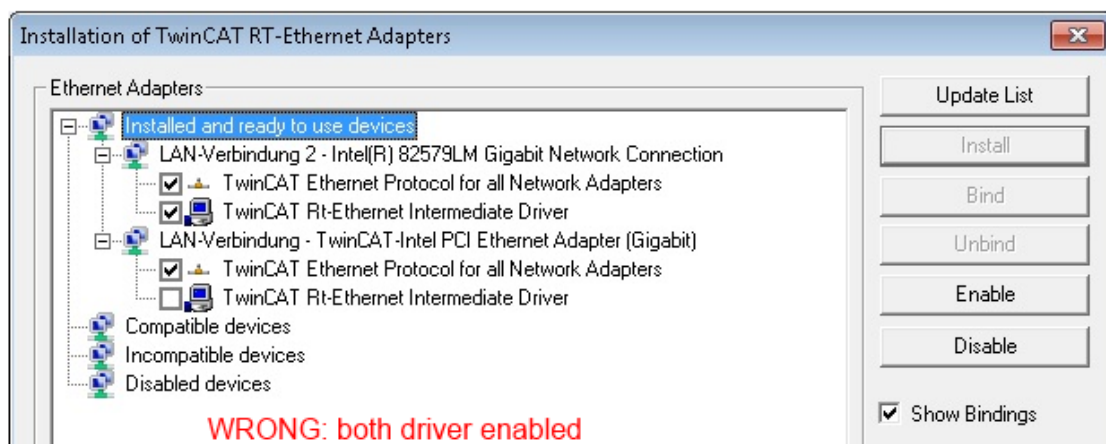 Installation of TwinCAT RT-Ethernet Adapters
Ethernet Adapters
Installed and ready to use devices
LAN-Verbindung 2 - Intel(R) 82579LM Gigabit Network Connection
TwinCAT Ethernet Protocol for all Network Adapters
TwinCAT Rt-Ethernet Intermediate Driver
LAN-Verbindung - TwinCAT-Intel PCI Ethernet Adapter (Gigabit)
TwinCAT Ethernet Protocol for all Network Adapters
TwinCAT Rt-Ethernet Intermediate Driver
Compatible devices
Incompatible devices
Disabled devices
WRONG: both driver enabled
Update List
Install
Bind
Unbind
Enable
Disable
Show Bindings